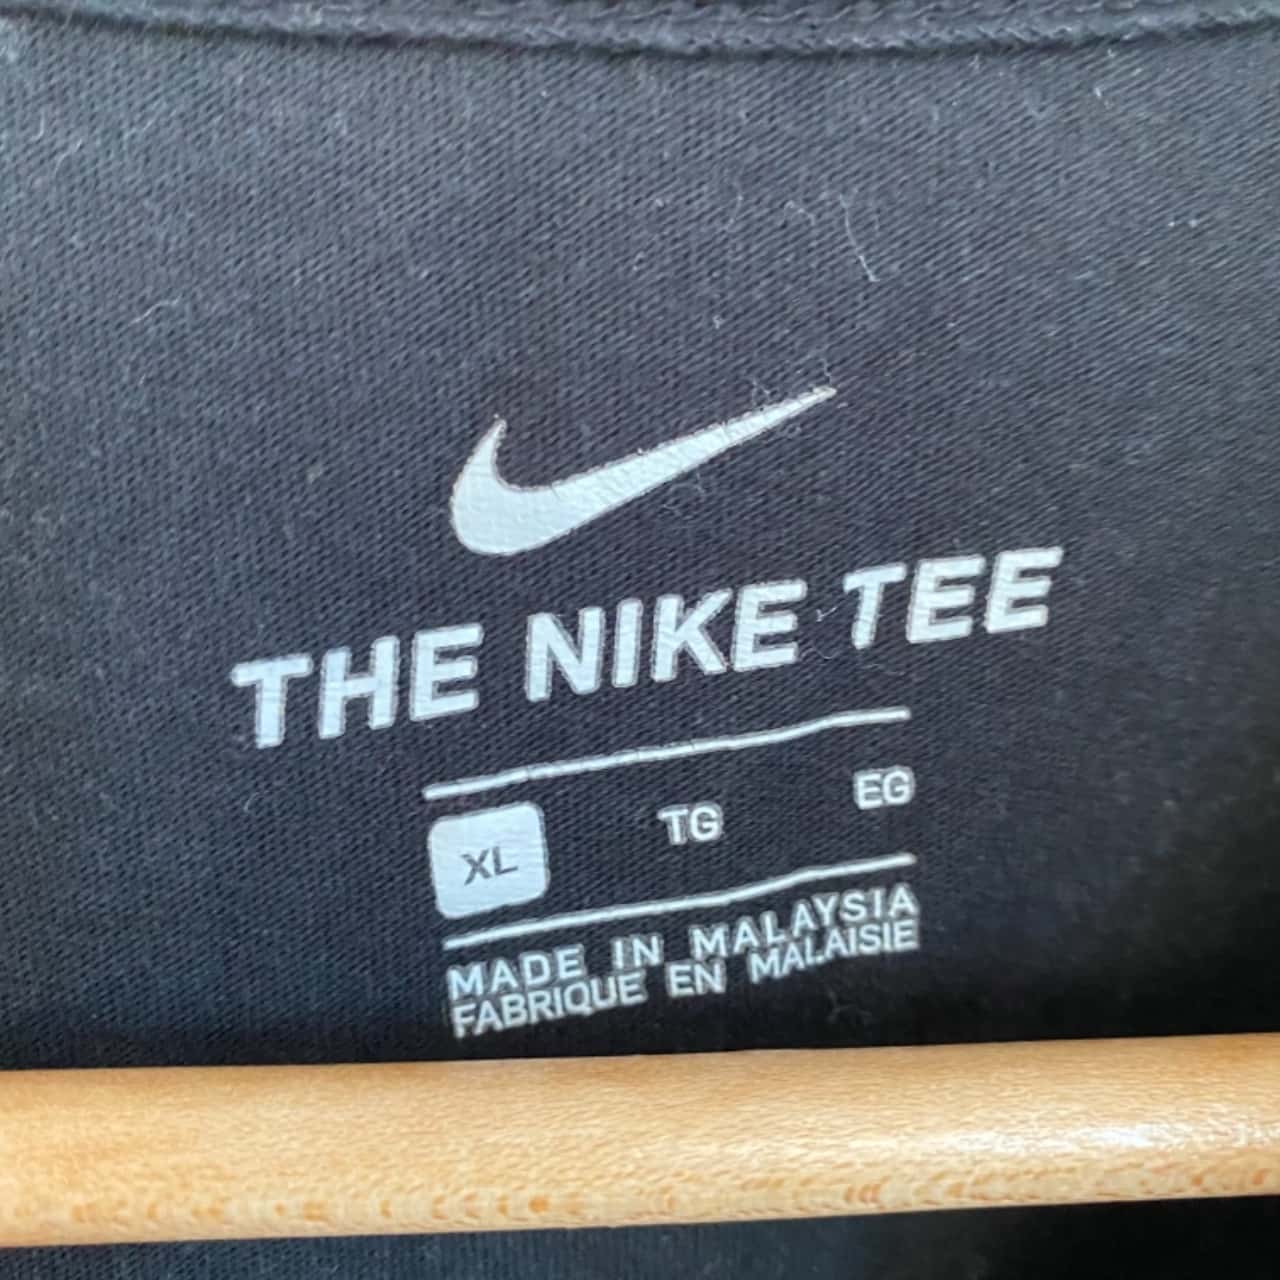 THE NIKE TEE
XL TG EG
MADE IN MALAYSIA
FABRIQUE EN MALAISIE